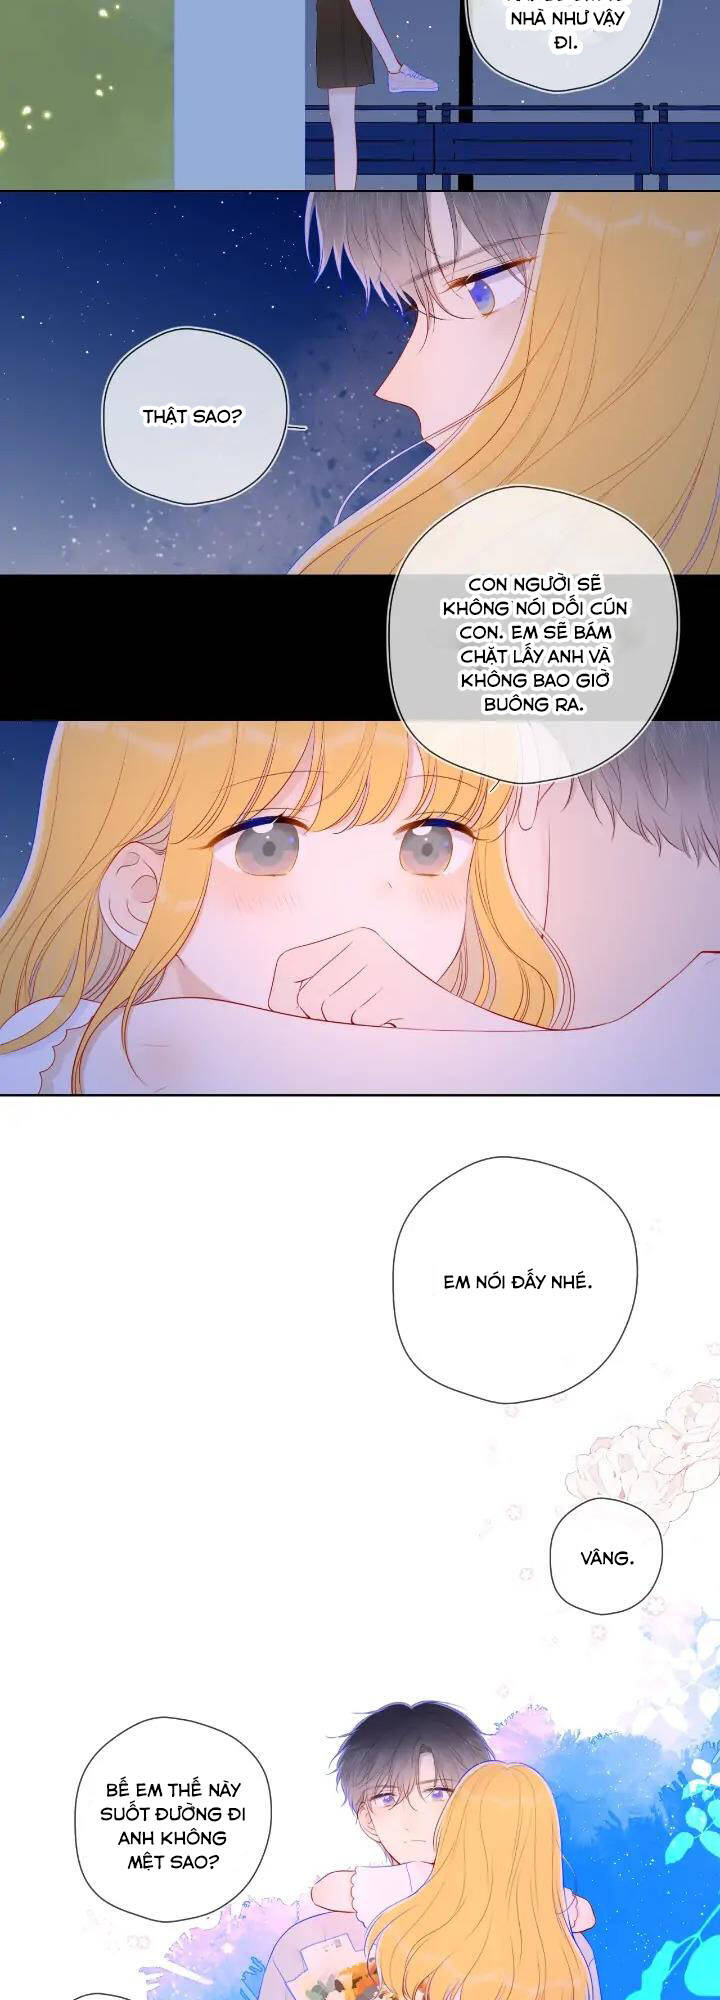 NHÀ NHƯ VẬY
ĐI.
THẬT SAO?
CON NGƯỜI SẼ
KHÔNG NÓI DỐI CÚN
CON. EM SẼ BÁM
CHẶT LẤY ANH VÀ
KHÔNG BAO GIỜ
BUÔNG RA.
EM NÓI ĐẤY NHÉ.
VÂNG.
BẾ EM THẾ NÀY
SUỐT ĐƯỜNG ĐI
ANH KHÔNG
MỆT SAO?